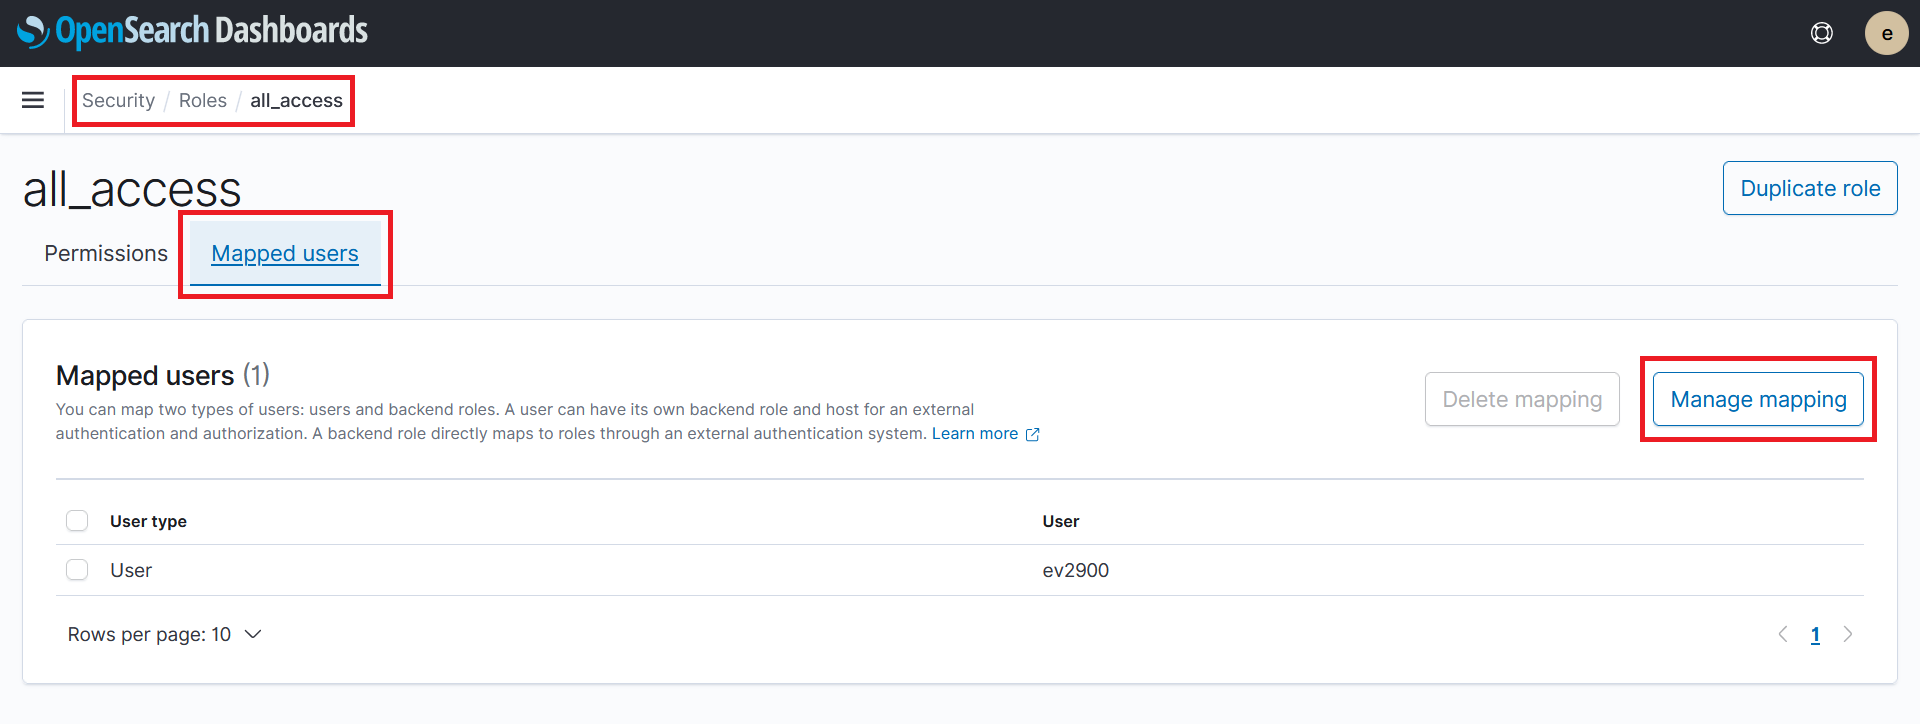 OpenSearch Dashboards
e
Security / Roles / all_access
all_access
Duplicate role
Permissions
Mapped users
Mapped users (1)
You can map two types of users: users and backend roles. A user can have its own backend role and host for an external
authentication and authorization. A backend role directly maps to roles through an external authentication system. Learn more
Delete mapping
Manage mapping
User type
User
User
ev2900
Rows per page: 10
1